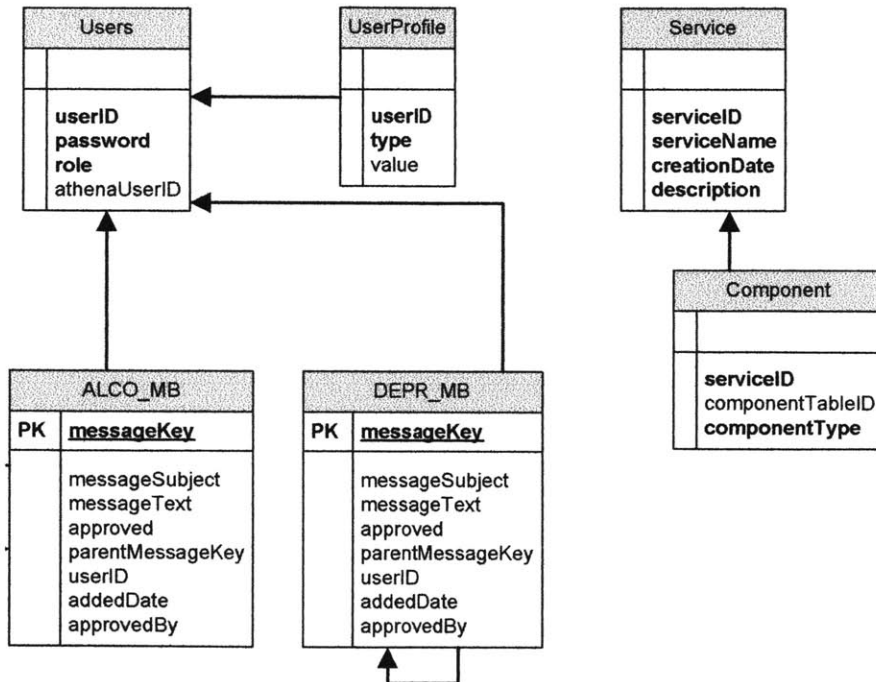 Users
userID
password
role
athenaUserID
UserProfile
userID
type
value
Service
serviceID
serviceName
creationDate
description
Component
serviceID
componentTableID
componentType
ALCO_MB
PK messageKey
messageSubject
messageText
approved
parentMessageKey
userID
addedDate
approvedBy
DEPR_MB
PK messageKey
messageSubject
messageText
approved
parentMessageKey
userID
addedDate
approvedBy